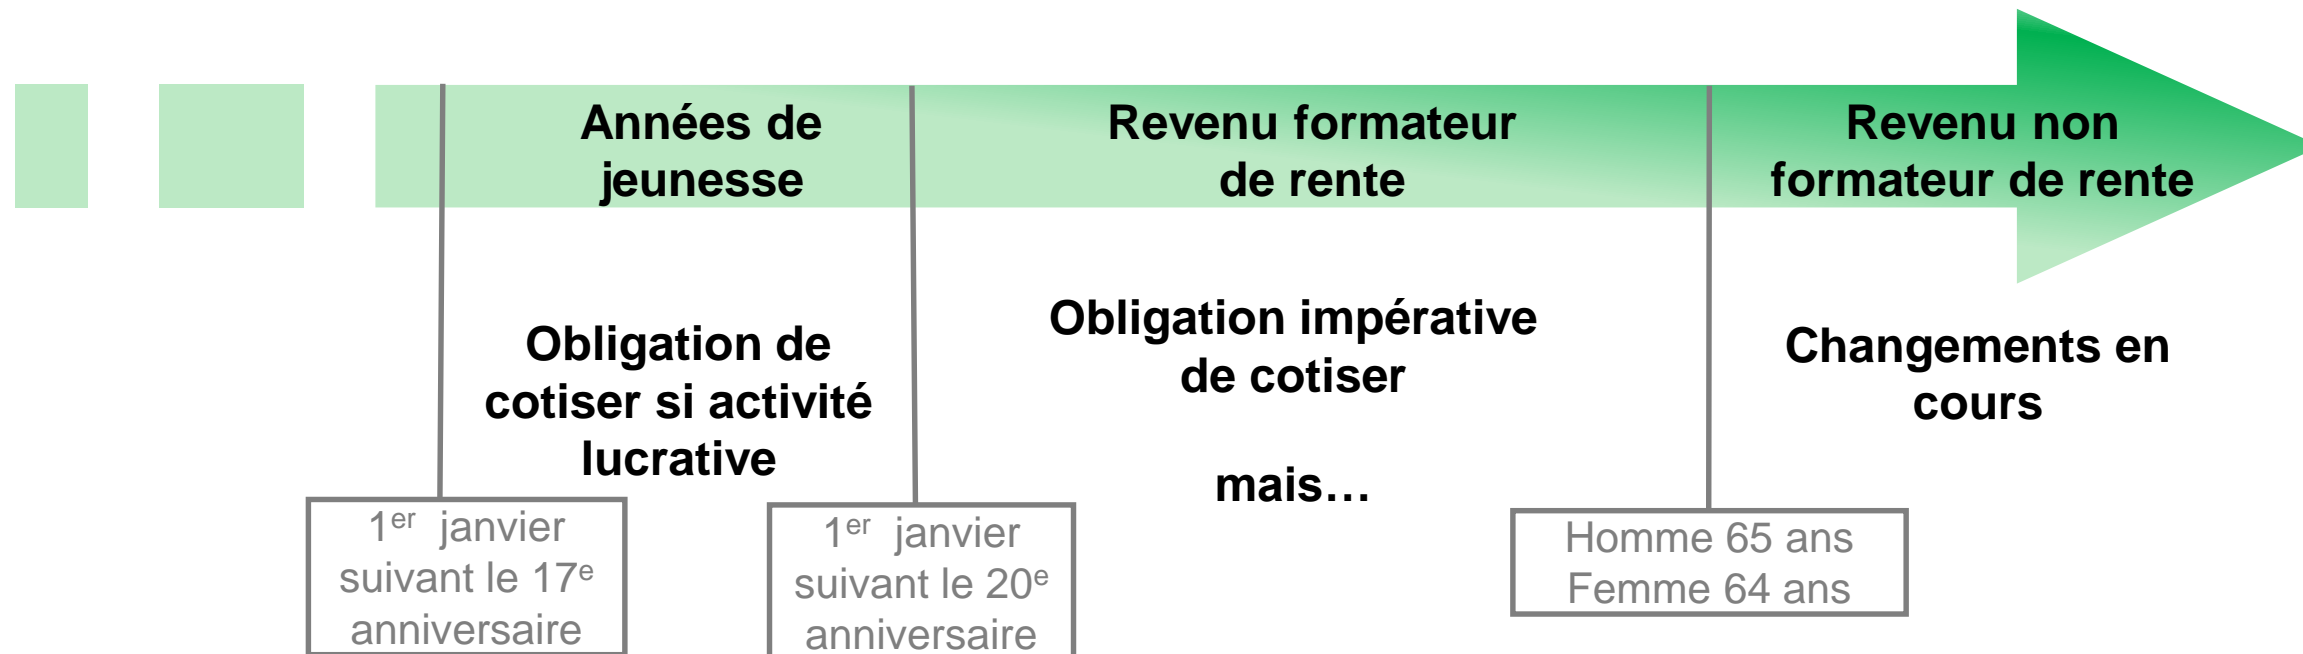 Années de
jeunesse
Revenu formateur
de rente
Revenu non
formateur de rente
Obligation de
cotiser si activité
lucrative
Obligation impérative
de cotiser
mais…
Changements en
cours
1er janvier
suivant le 17e
anniversaire
1er janvier
suivant le 20e
anniversaire
Homme 65 ans
Femme 64 ans